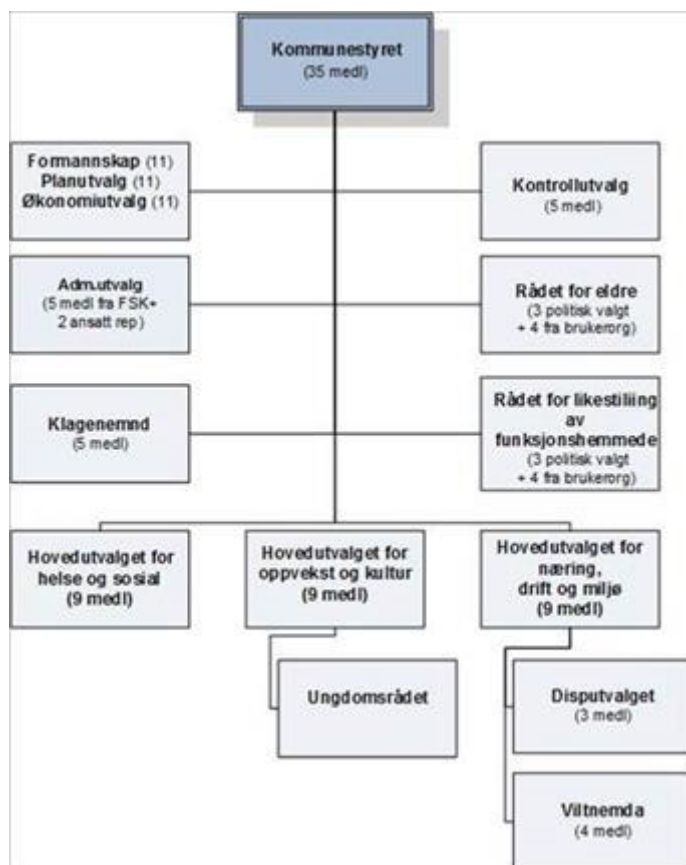 Kommunestyret
(35 medl)
Formannskap (11)
Planutvalg (11)
Økonomiutvalg (11)
Kontrollutvalg
(5 medl)
Adm.utvalg
(5 medl fra FSK+
2 ansatt rep)
Rådet for eldre
(3 politisk valgt
+ 4 fra brukerorg)
Klagenemnd
(5 medl)
Rådet for likestiliing
av
funksjonshemmede
(3 politisk valgt
+ 4 fra brukerorg)
Hovedutvalget for
helse og sosial
(9 medl)
Hovedutvalget for
oppvekst og kultur
(9 medl)
Hovedutvalget for
næring,
drift og miljø
(9 medl)
Ungdomsrådet
Disputvalget
(3 medl)
Viltnemda
(4 medl)